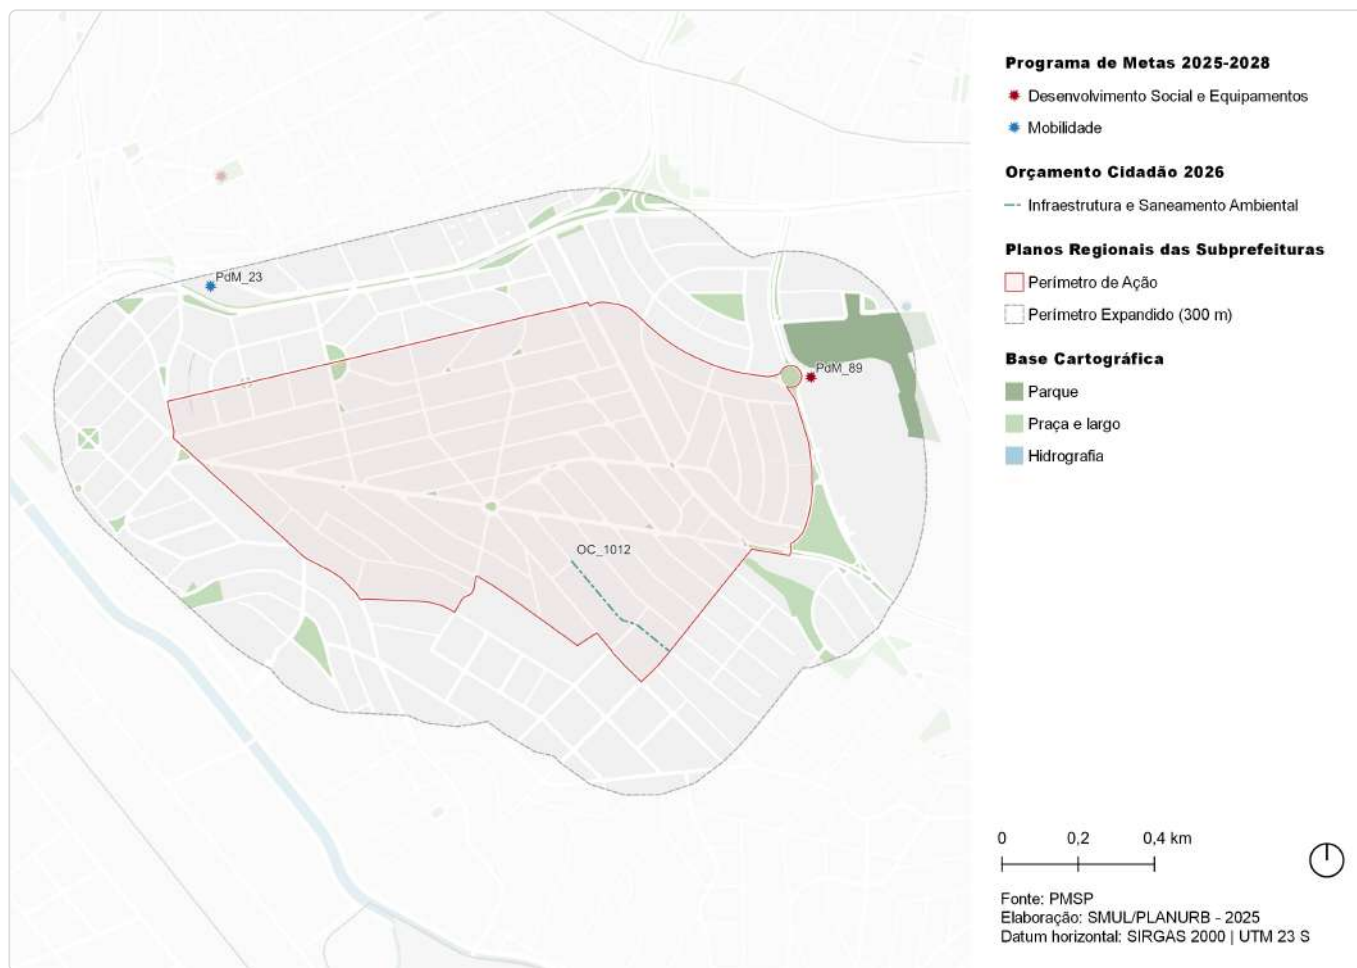 PdM_23
PdM_89
OC_1012
Programa de Metas 2025-2028
Desenvolvimento Social e Equipamentos
Mobilidade
Orçamento Cidadão 2026
Infraestrutura e Saneamento Ambiental
Planos Regionais das Subprefeituras
Perímetro de Ação
Perímetro Expandido (300 m)
Base Cartográfica
Parque
Praça e largo
Hidrografia
0 0,2 0,4 km
Fonte: PMSP
Elaboração: SMUL/PLANURB - 2025
Datum horizontal: SIRGAS 2000 | UTM 23 S